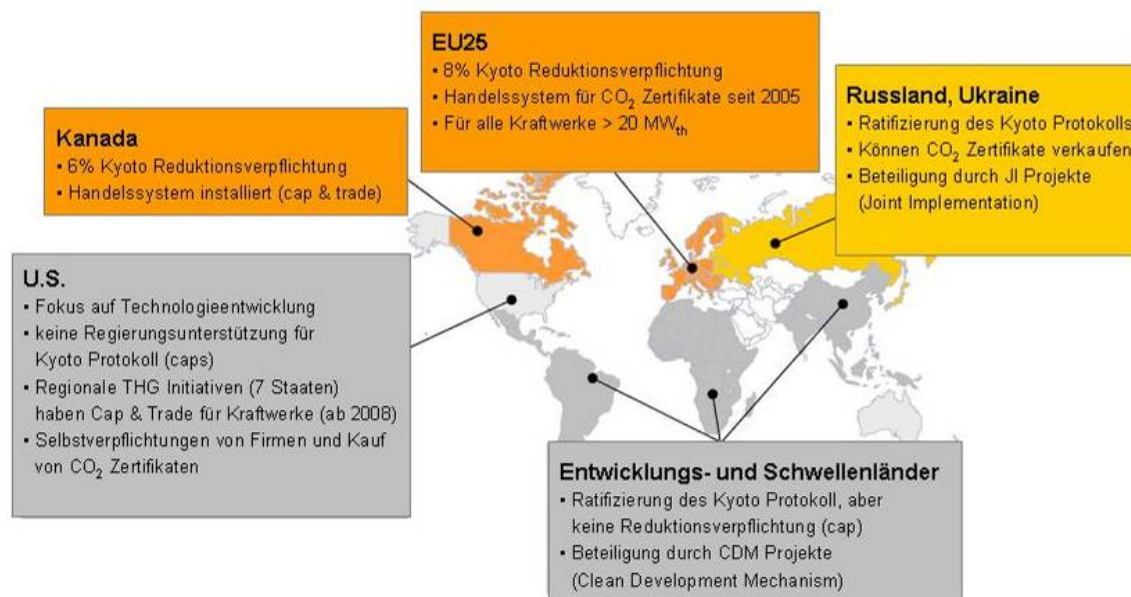 EU25
▪ 8% Kyoto Reduktionsverpflichtung
▪ Handelssystem für CO₂ Zertifikate seit 2005
▪ Für alle Kraftwerke > 20 MWth
Russland, Ukraine
▪ Ratifizierung des Kyoto Protokolls
▪ Können CO₂ Zertifikate verkaufen
▪ Beteiligung durch JI Projekte
(Joint Implementation)
Kanada
▪ 6% Kyoto Reduktionsverpflichtung
▪ Handelssystem installiert (cap & trade)
U.S.
▪ Fokus auf Technologieentwicklung
▪ keine Regierungsunterstützung für
Kyoto Protokoll (caps)
▪ Regionale THG Initiativen (7 Staaten)
haben Cap & Trade für Kraftwerke (ab 2008)
▪ Selbstverpflichtungen von Firmen und Kauf
von CO₂ Zertifikaten
Entwicklungs- und Schwellenländer
▪ Ratifizierung des Kyoto Protokoll, aber
keine Reduktionsverpflichtung (cap)
▪ Beteiligung durch CDM Projekte
(Clean Development Mechanism)